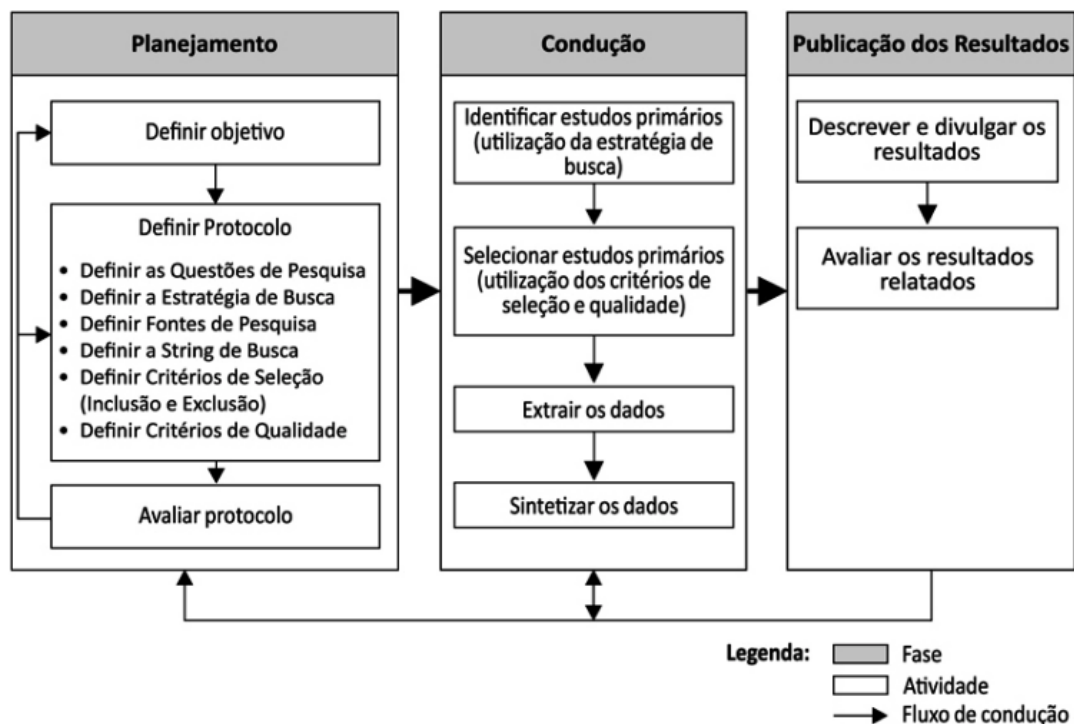 Planejamento
Definir objetivo
Definir Protocolo
• Definir as Questões de Pesquisa
• Definir a Estratégia de Busca
• Definir Fontes de Pesquisa
• Definir a String de Busca
• Definir Critérios de Seleção
(Inclusão e Exclusão)
• Definir Critérios de Qualidade
Avaliar protocolo
Condução
Identificar estudos primários
(utilização da estratégia de
busca)
Selecionar estudos primários
(utilização dos critérios de
seleção e qualidade)
Extrair os dados
Sintetizar os dados
Publicação dos Resultados
Descrever e divulgar os
resultados
Avaliar os resultados
relatados
Legenda:
Fase
Atividade
Fluxo de condução